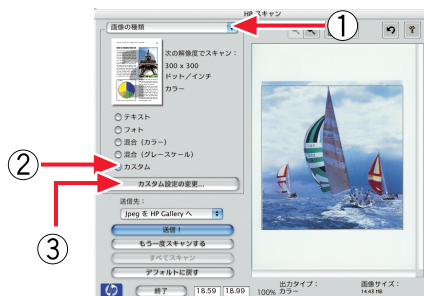 HP スキャン
画像の種類
①
次の解像度でスキャン：
300 x 300
ドット／インチ
カラー
テキスト
フォト
混合（カラー）
混合（グレースケール）
② カスタム
③ カスタム設定の変更...
送信先：
Jpeg を HP Gallery へ
送信！
もう一度スキャンする
すべてスキャン
デフォルトに戻す
終了
18.59 18.99
100%
出力タイプ：
カラー
画像サイズ：
14.43 MB
?
hp